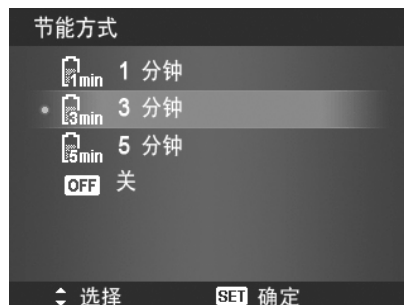 节能方式
1min 1 分钟
3min 3 分钟
5min 5 分钟
OFF 关
选择 SET 确定